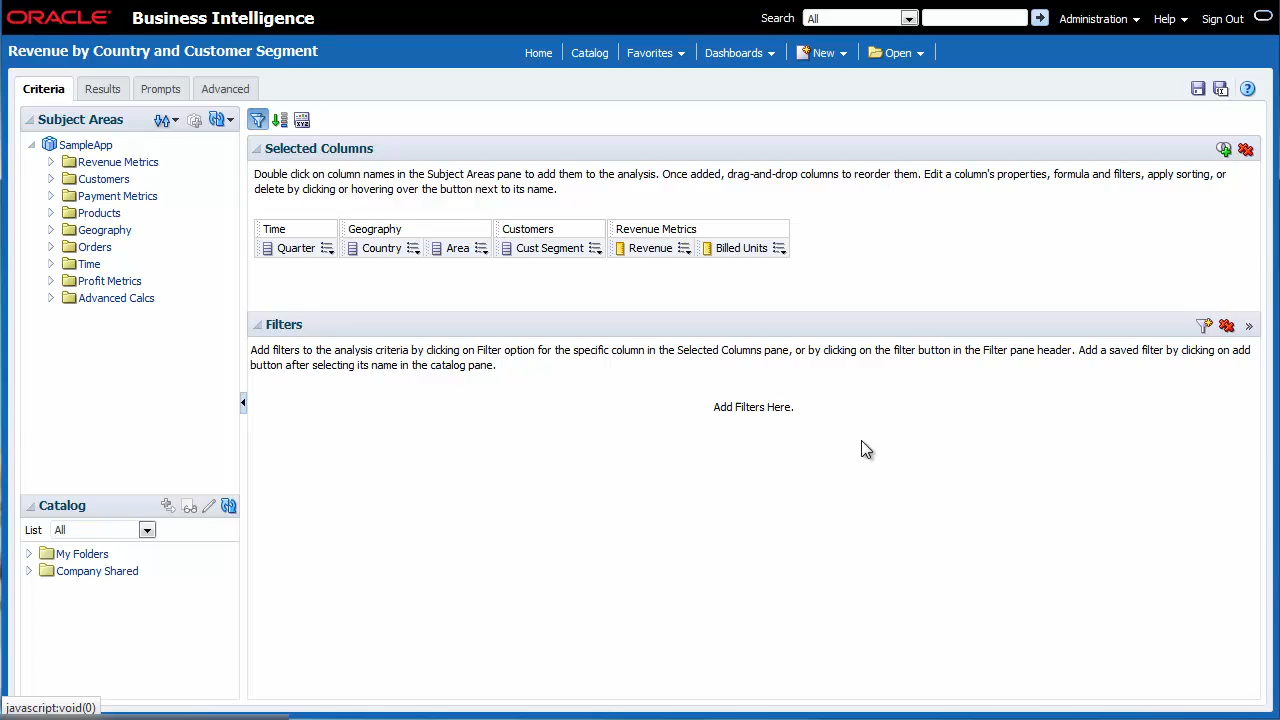 ORACLE Business Intelligence Search All Administration Help Sign Out
Revenue by Country and Customer Segment Home Catalog Favorites Dashboards New Open
Criteria Results Prompts Advanced
Subject Areas
SampleApp
Revenue Metrics
Customers
Payment Metrics
Products
Geography
Orders
Time
Profit Metrics
Advanced Calcs
Selected Columns
Double click on column names in the Subject Areas pane to add them to the analysis. Once added, drag-and-drop columns to reorder them. Edit a column's properties, formula and filters, apply sorting, or
delete by clicking or hovering over the button next to its name.
Time Geography Customers Revenue Metrics
Quarter Country Area Cust Segment Revenue Billed Units
Filters
Add filters to the analysis criteria by clicking on Filter option for the specific column in the Selected Columns pane, or by clicking on the filter button in the Filter pane header. Add a saved filter by clicking on add
button after selecting its name in the catalog pane.
Add Filters Here.
Catalog
List All
My Folders
Company Shared
javascript:void(0)